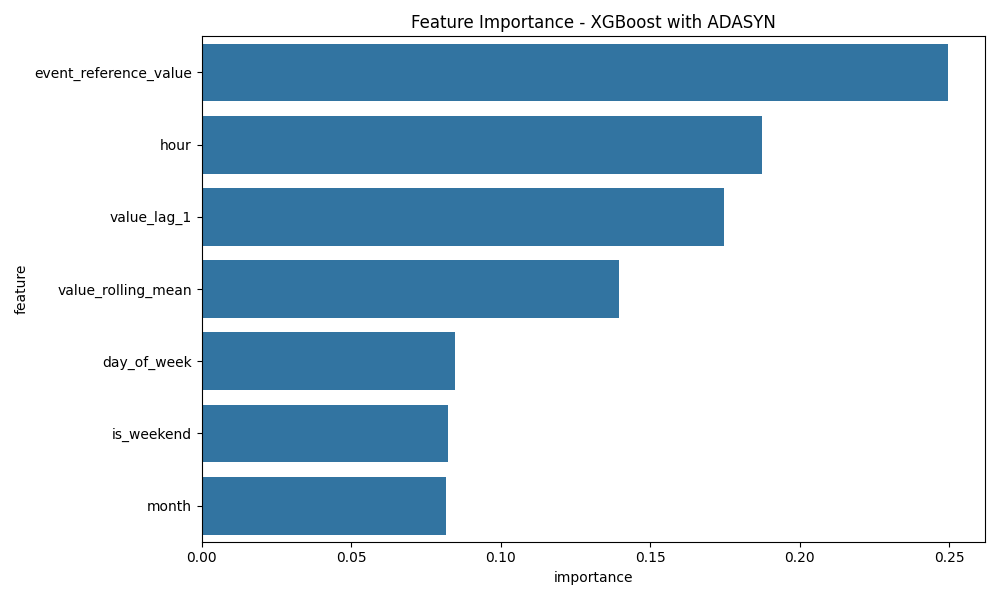 Feature Importance - XGBoost with ADASYN
feature
event_reference_value
hour
value_lag_1
value_rolling_mean
day_of_week
is_weekend
month
0.00 0.05 0.10 0.15 0.20 0.25
importance